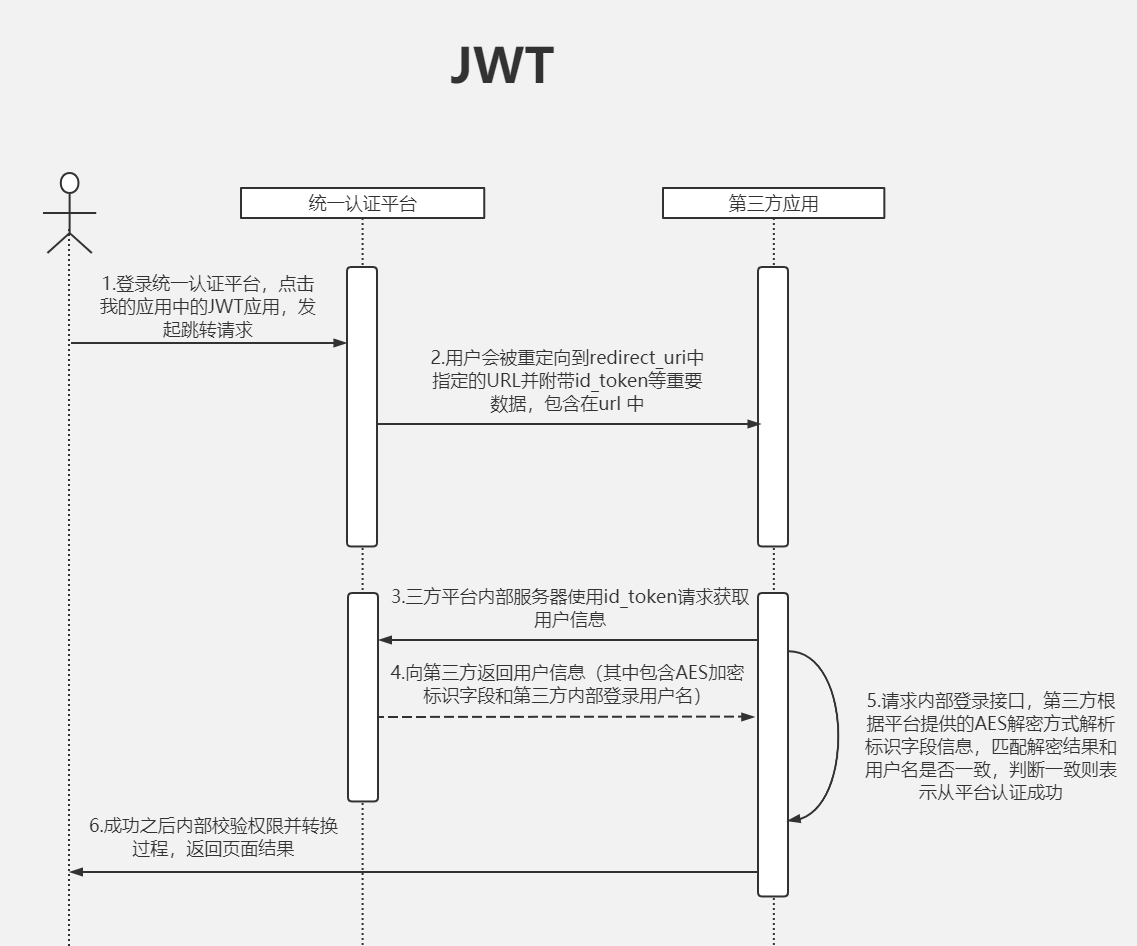 JWT
统一认证平台
第三方应用
1.登录统一认证平台，点击
我的应用中的JWT应用，发
起跳转请求
2.用户会被重定向到redirect_uri中
指定的URL并附带id_token等重要
数据，包含在url 中
3.三方平台内部服务器使用id_token请求获取
用户信息
4.向第三方返回用户信息（其中包含AES加密
标识字段和第三方内部登录用户名）
5.请求内部登录接口，第三方根
据平台提供的AES解密方式解析
标识字段信息，匹配解密结果和
用户名是否一致，判断一致则表
示从平台认证成功
6.成功之后内部校验权限并转换
过程，返回页面结果